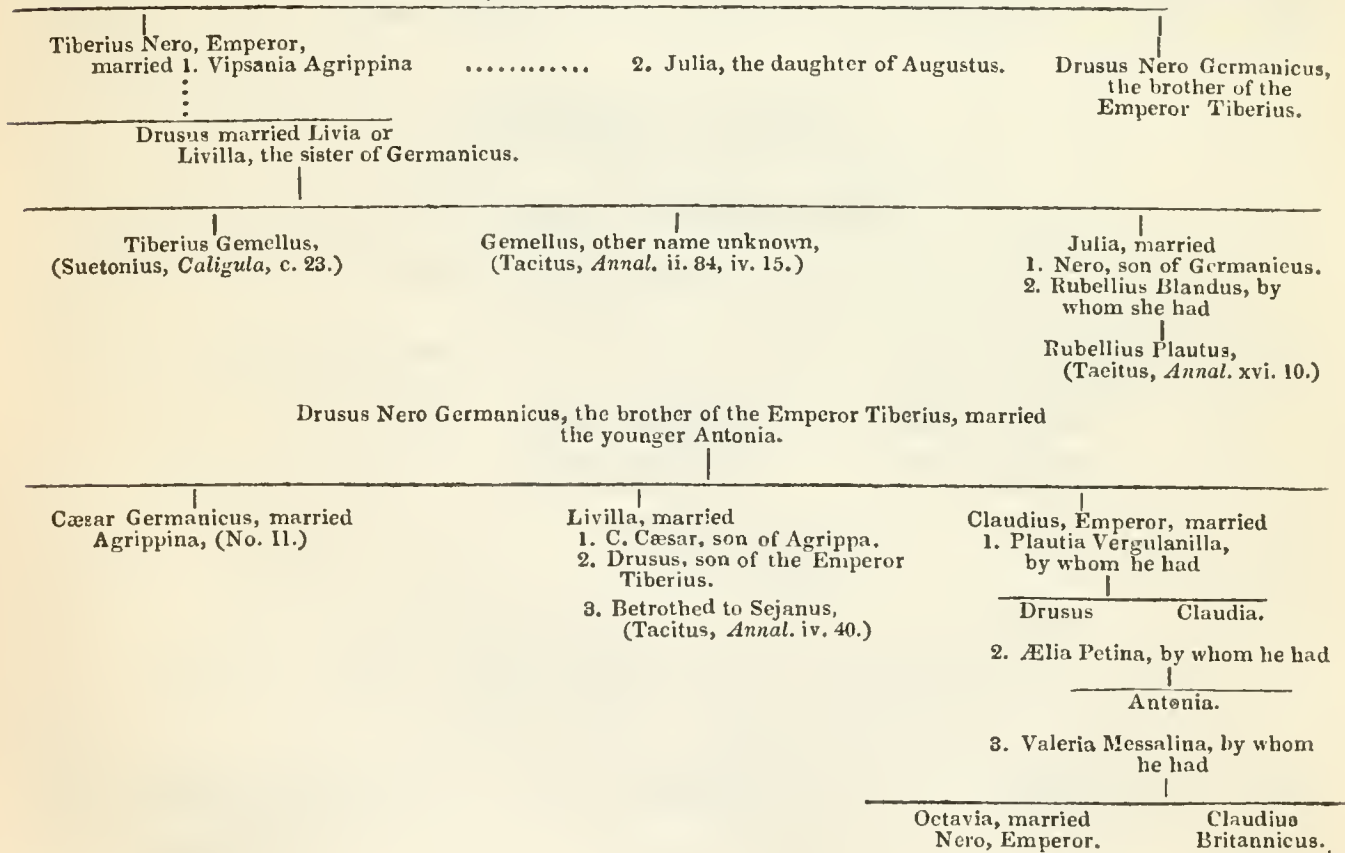 Tiberius Nero, Emperor,
married 1. Vipsania Agrippina ............ 2. Julia, the daughter of Augustus.
Drusus Nero Germanicus,
the brother of the
Emperor Tiberius.
Drusus married Livia or
Livilla, the sister of Germanicus.
Tiberius Gemellus,
(Suetonius, Caligula, c. 23.)
Gemellus, other name unknown,
(Tacitus, Annal. ii. 84, iv. 15.)
Julia, married
1. Nero, son of Germanicus.
2. Rubellius Blandus, by
whom she had
Rubellius Plautus,
(Tacitus, Annal. xvi. 10.)
Drusus Nero Germanicus, the brother of the Emperor Tiberius, married
the younger Antonia.
Cæsar Germanicus, married
Agrippina, (No. II.)
Livilla, married
1. C. Cæsar, son of Agrippa.
2. Drusus, son of the Emperor
Tiberius.
3. Betrothed to Sejanus,
(Tacitus, Annal. iv. 40.)
Claudius, Emperor, married
1. Plautia Vergulanilla,
by whom he had
Drusus Claudia.
2. Ælia Petina, by whom he had
Antonia.
3. Valeria Messalina, by whom
he had
Octavia, married
Nero, Emperor.
Claudius
Britannicus.